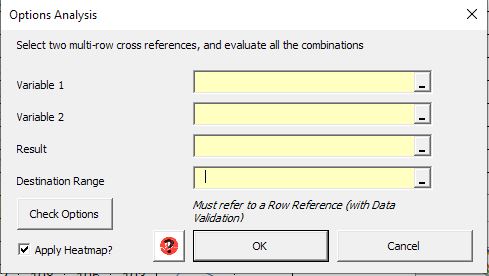 Options Analysis
Select two multi-row cross references, and evaluate all the combinations
Variable 1
Variable 2
Result
Destination Range
Must refer to a Row Reference (with Data
Validation)
Check Options
Apply Heatmap?
?
OK
Cancel